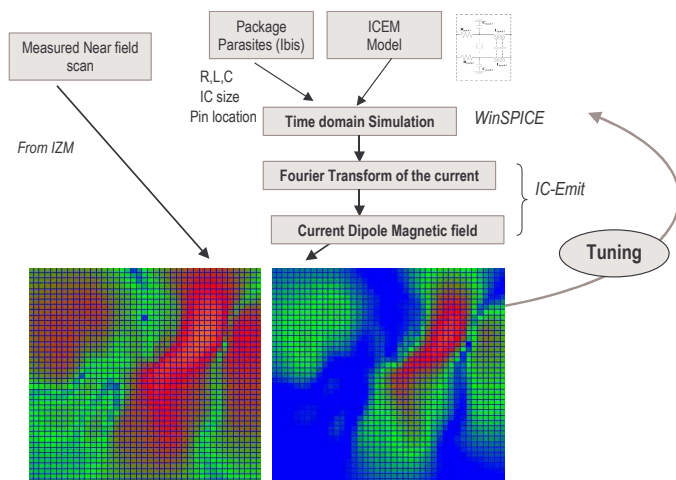 Measured Near field
scan
Package
Parasites (Ibis)
ICEM
Model
R,L,C
IC size
Pin location
Time domain Simulation
WinSPICE
From IZM
Fourier Transform of the current
IC-Emit
Current Dipole Magnetic field
Tuning